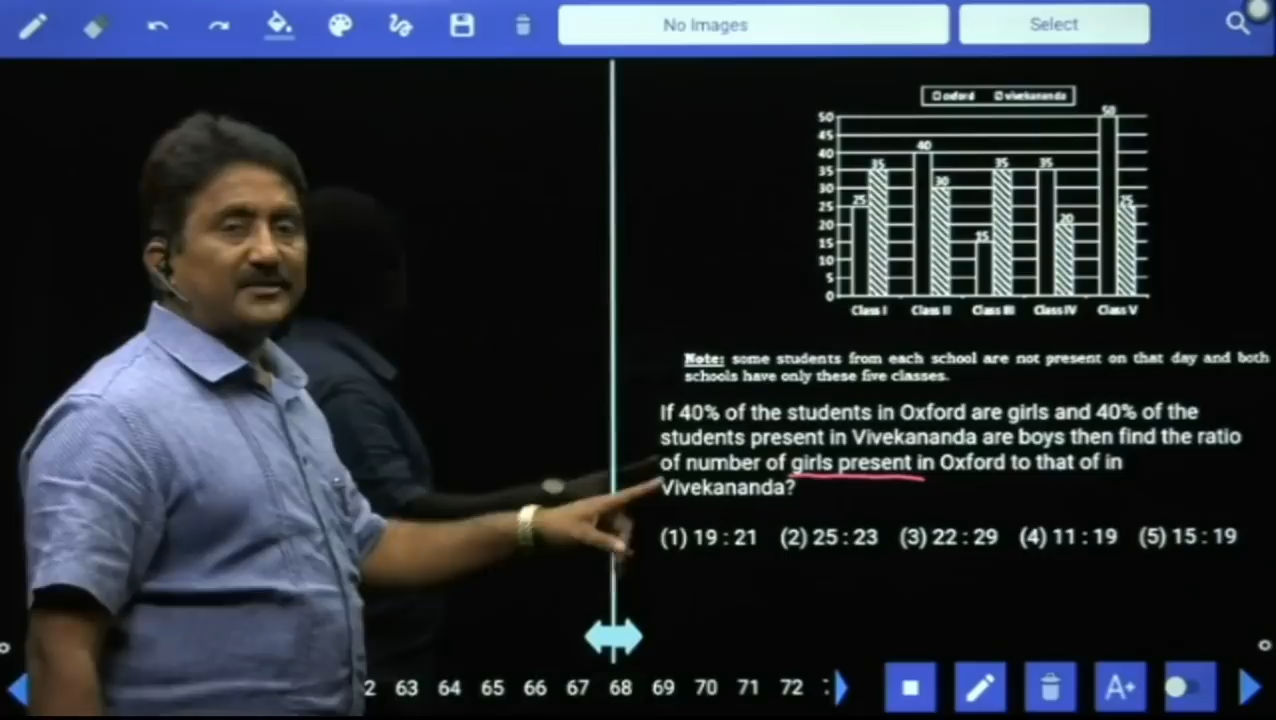 No Images
Select
oxford vivekananda
50
45
40
35
30
25
20
15
10
5
0
25 35 40 30 15 35 35 20 50 25
Class I Class II Class III Class IV Class V
Note: some students from each school are not present on that day and both
schools have only these five classes.
If 40% of the students in Oxford are girls and 40% of the
students present in Vivekananda are boys then find the ratio
of number of girls present in Oxford to that of in
Vivekananda?
(1) 19 : 21 (2) 25 : 23 (3) 22 : 29 (4) 11 : 19 (5) 15 : 19
2 63 64 65 66 67 68 69 70 71 72
A+